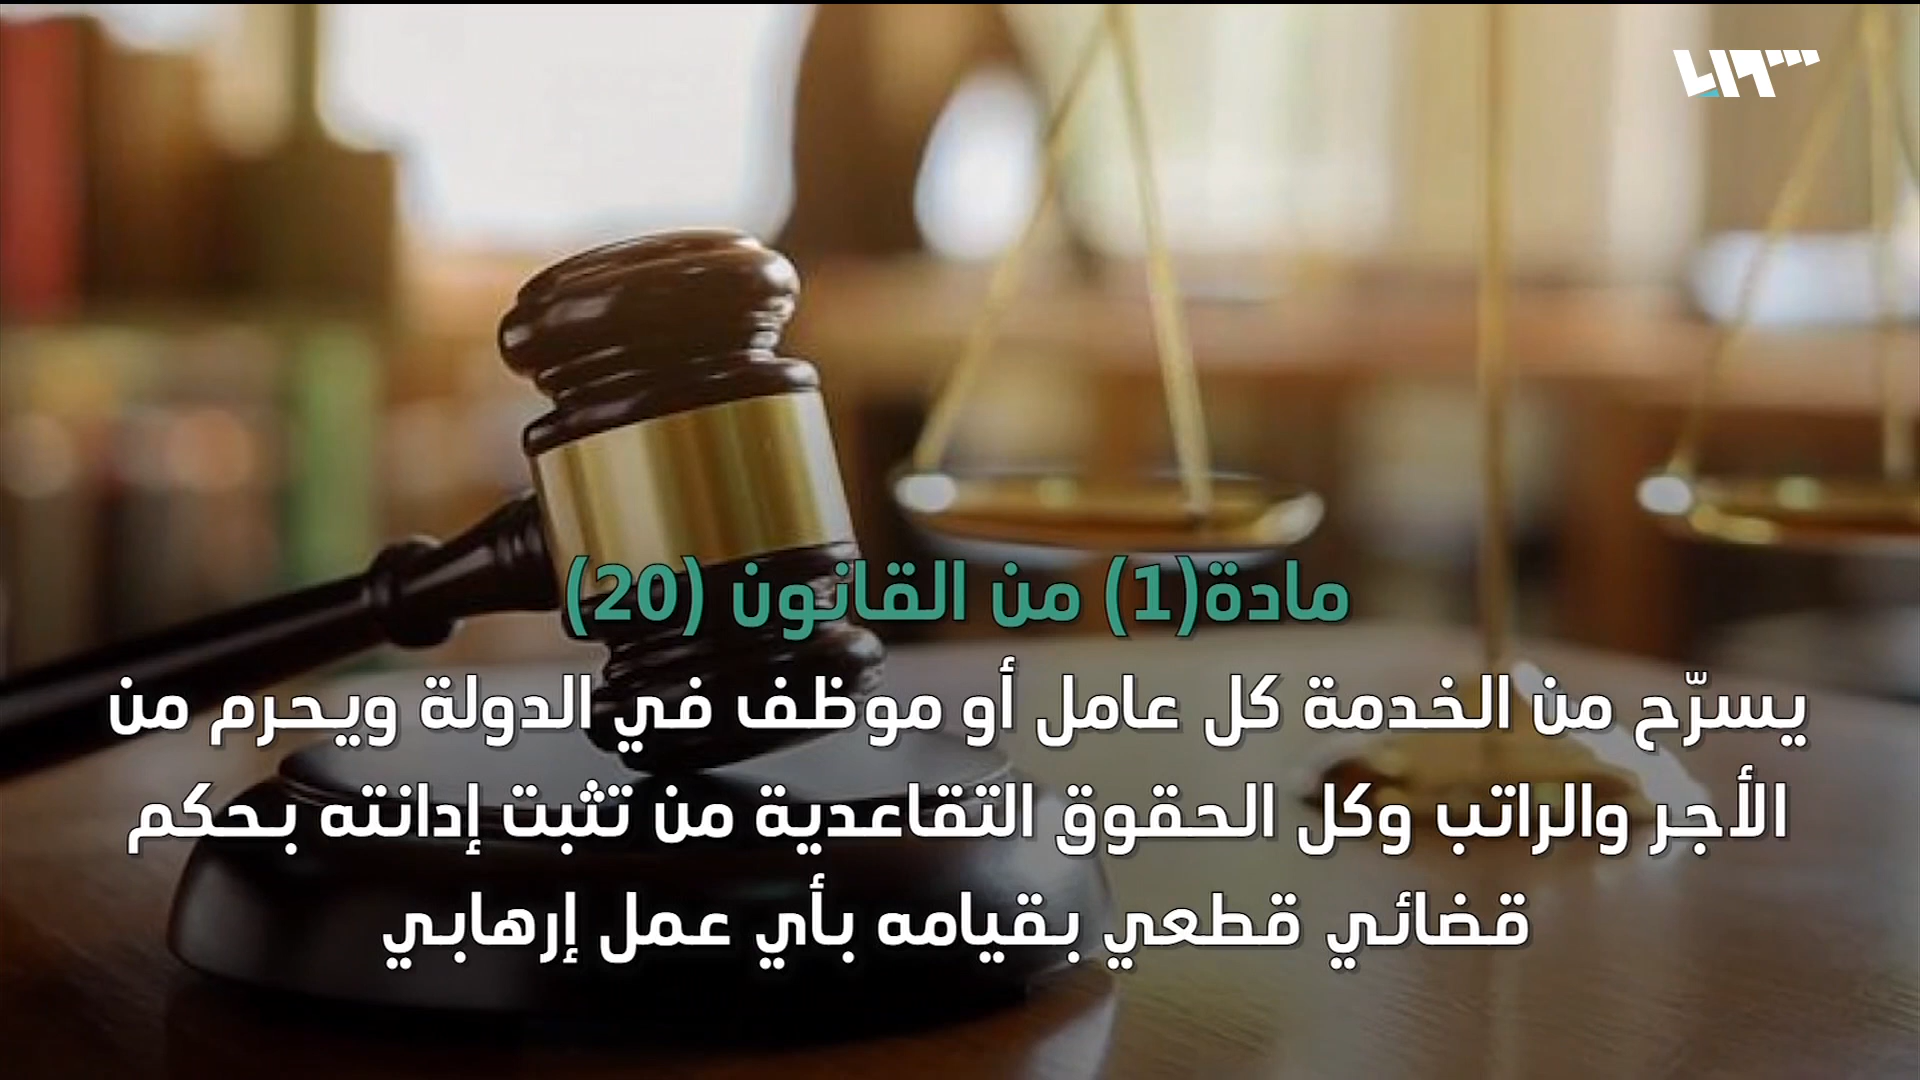 سوريا
مادة(1) من القانون (20)
يسرّح من الخدمة كل عامل أو موظف في الدولة ويحرم من
الأجر والراتب وكل الحقوق التقاعدية من تثبت إدانته بحكم
قضائي قطعي بقيامه بأي عمل إرهابي